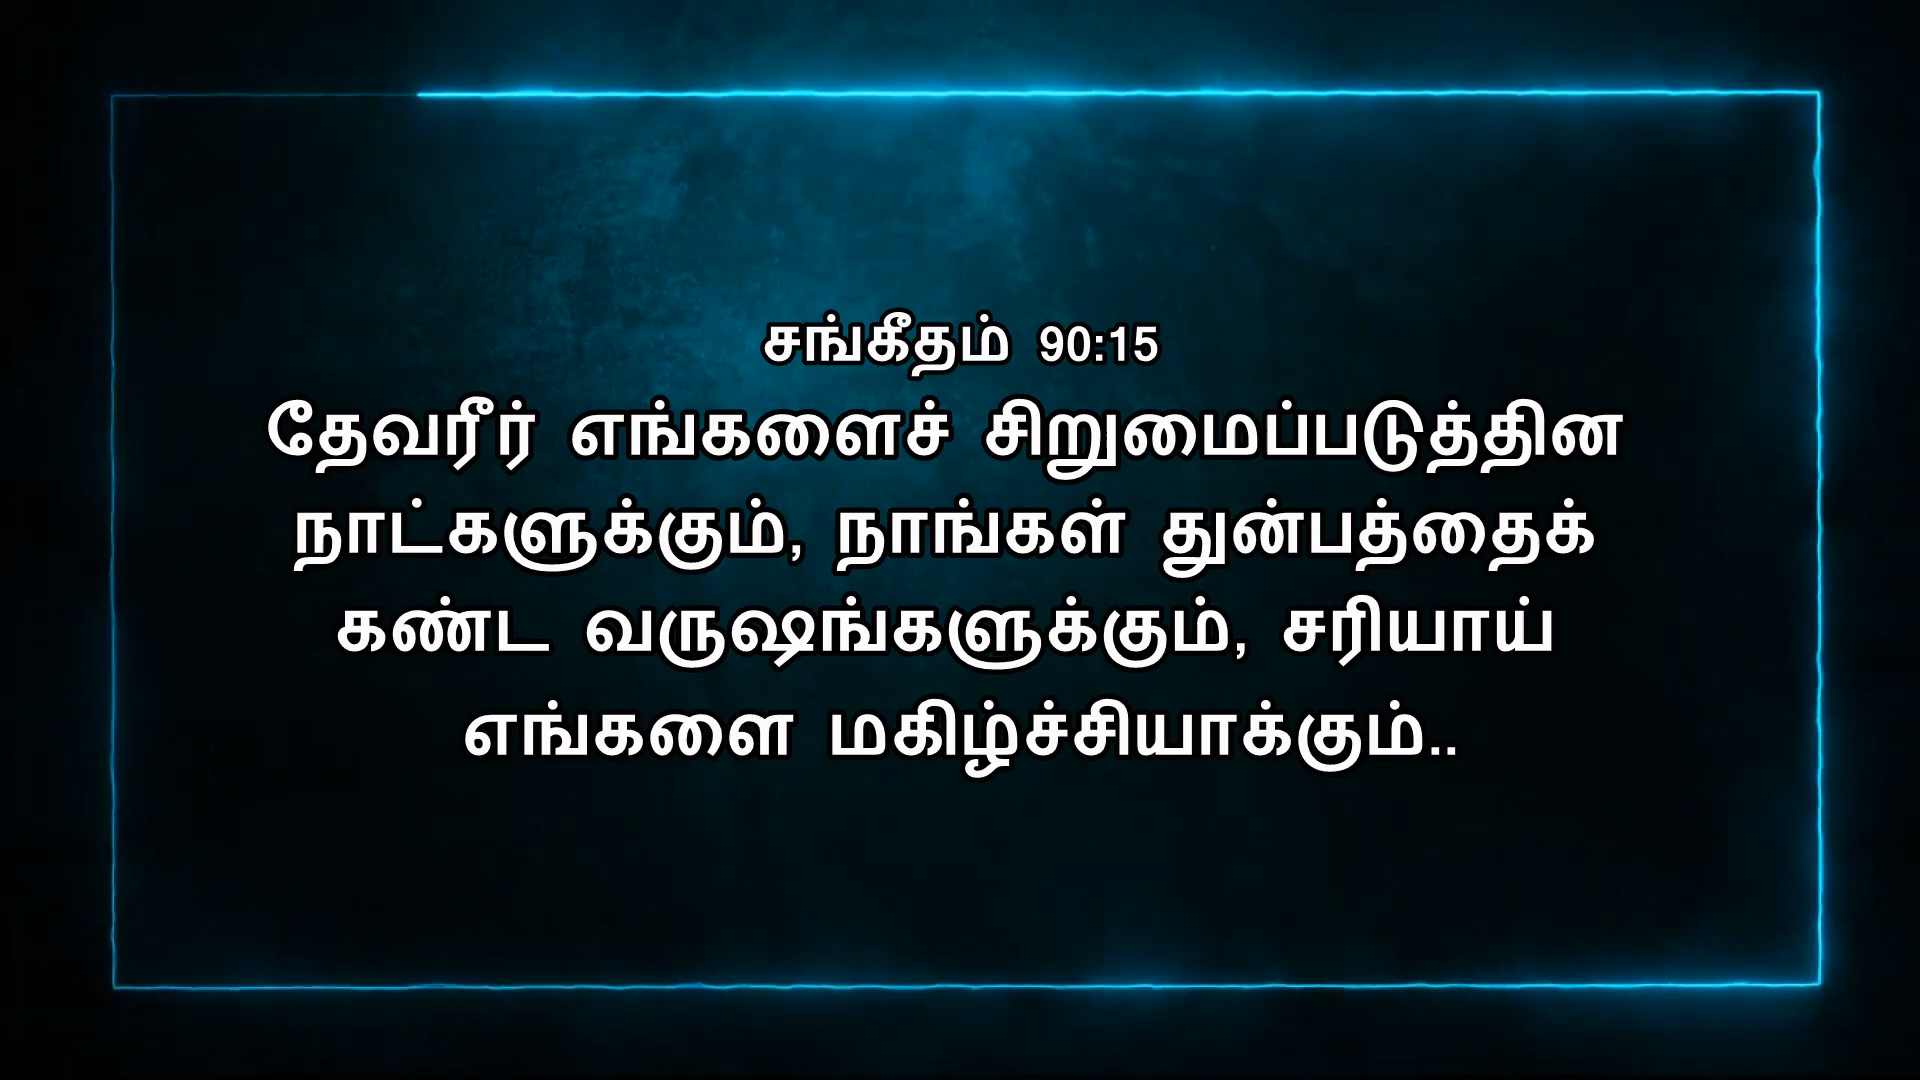 சங்கீதம் 90:15
தேவரீர் எங்களைச் சிறுமைப்படுத்தின
நாட்களுக்கும், நாங்கள் துன்பத்தைக்
கண்ட வருஷங்களுக்கும், சரியாய்
எங்களை மகிழ்ச்சியாக்கும்..